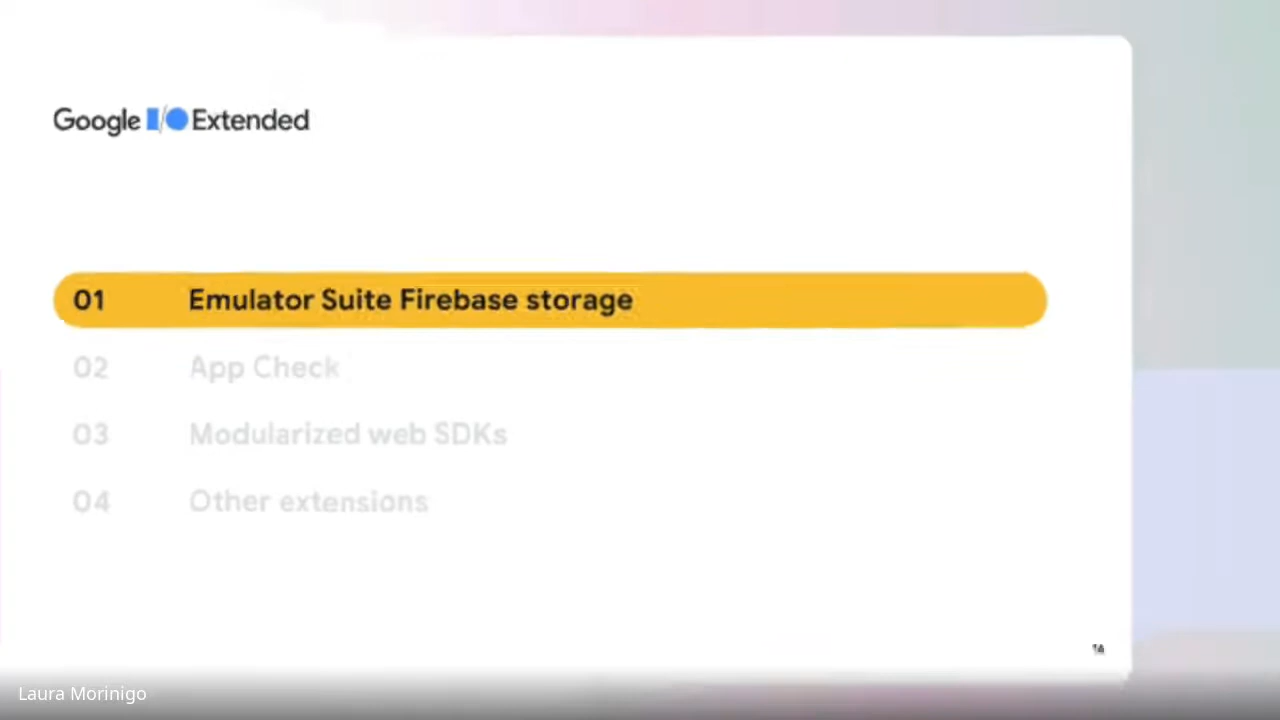 Google I/O Extended
01 Emulator Suite Firebase storage
02 App Check
03 Modularized web SDKs
04 Other extensions
Laura Morinigo